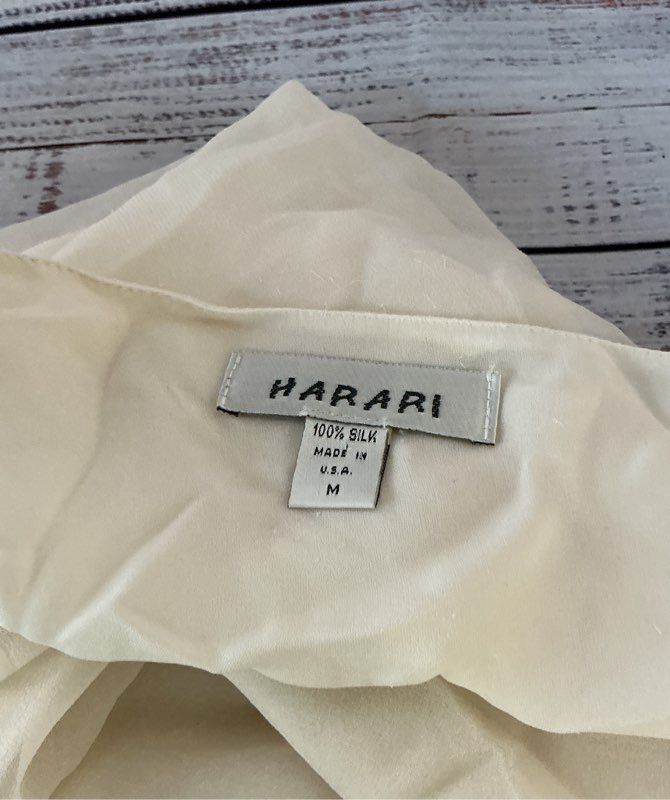 HARARI
100% SILK
MADE IN
U.S.A.
M